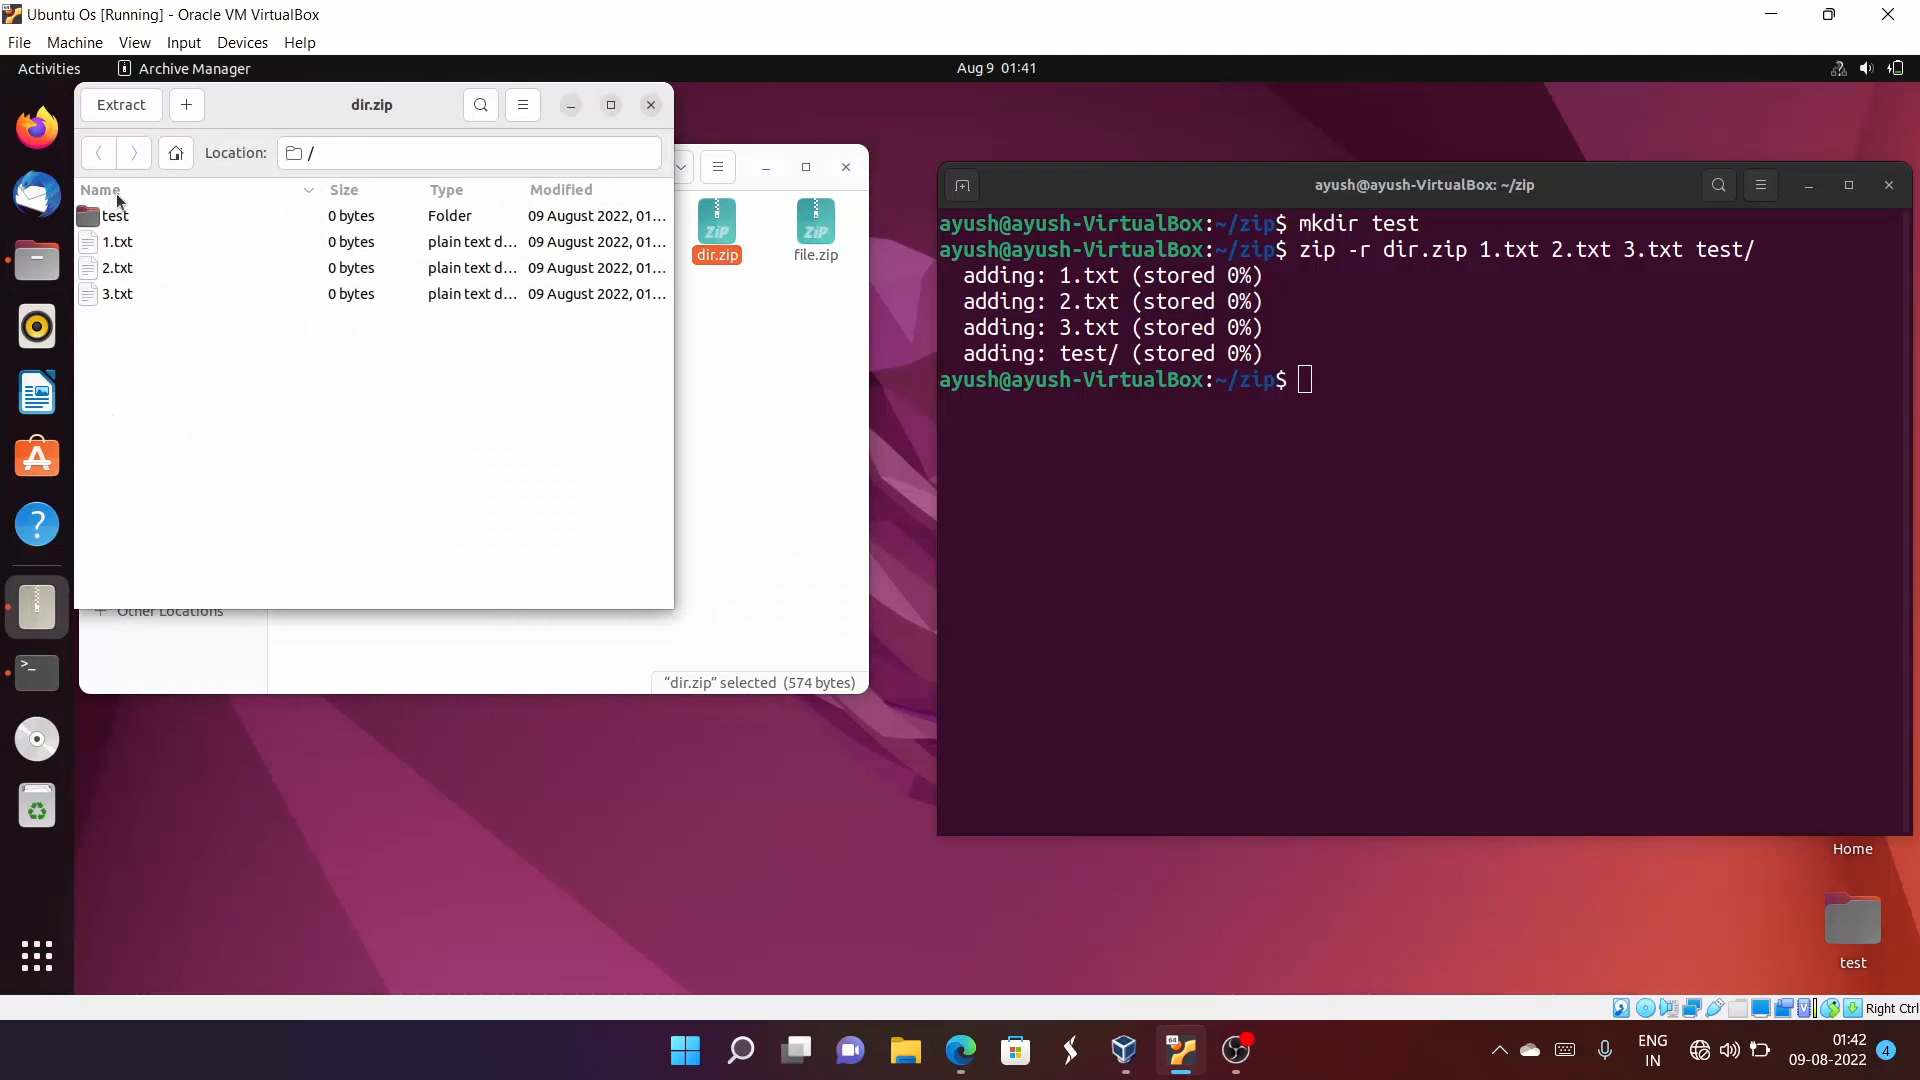 Ubuntu Os [Running] - Oracle VM VirtualBox
File Machine View Input Devices Help
Activities Archive Manager Aug 9 01:41
Extract dir.zip
Location: /
Name Size Type Modified
test 0 bytes Folder 09 August 2022, 01...
1.txt 0 bytes plain text d... 09 August 2022, 01...
2.txt 0 bytes plain text d... 09 August 2022, 01...
3.txt 0 bytes plain text d... 09 August 2022, 01...
ZIP ZIP
dir.zip file.zip
Other Locations
"dir.zip" selected (574 bytes)
ayush@ayush-VirtualBox: ~/zip
ayush@ayush-VirtualBox:~/zip$ mkdir test
ayush@ayush-VirtualBox:~/zip$ zip -r dir.zip 1.txt 2.txt 3.txt test/
adding: 1.txt (stored 0%)
adding: 2.txt (stored 0%)
adding: 3.txt (stored 0%)
adding: test/ (stored 0%)
ayush@ayush-VirtualBox:~/zip$
Home
test
Right Ctrl
ENG
IN
01:42
09-08-2022
4